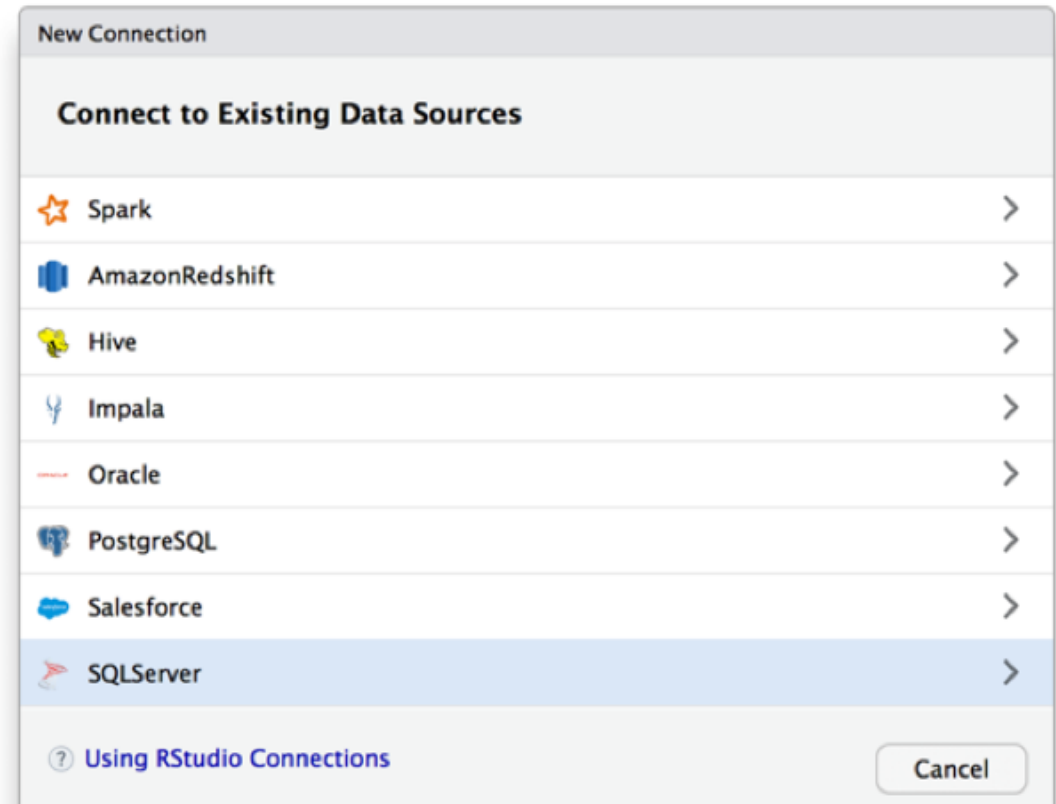 New Connection
Connect to Existing Data Sources
Spark
AmazonRedshift
Hive
Impala
Oracle
PostgreSQL
Salesforce
SQLServer
? Using RStudio Connections
Cancel